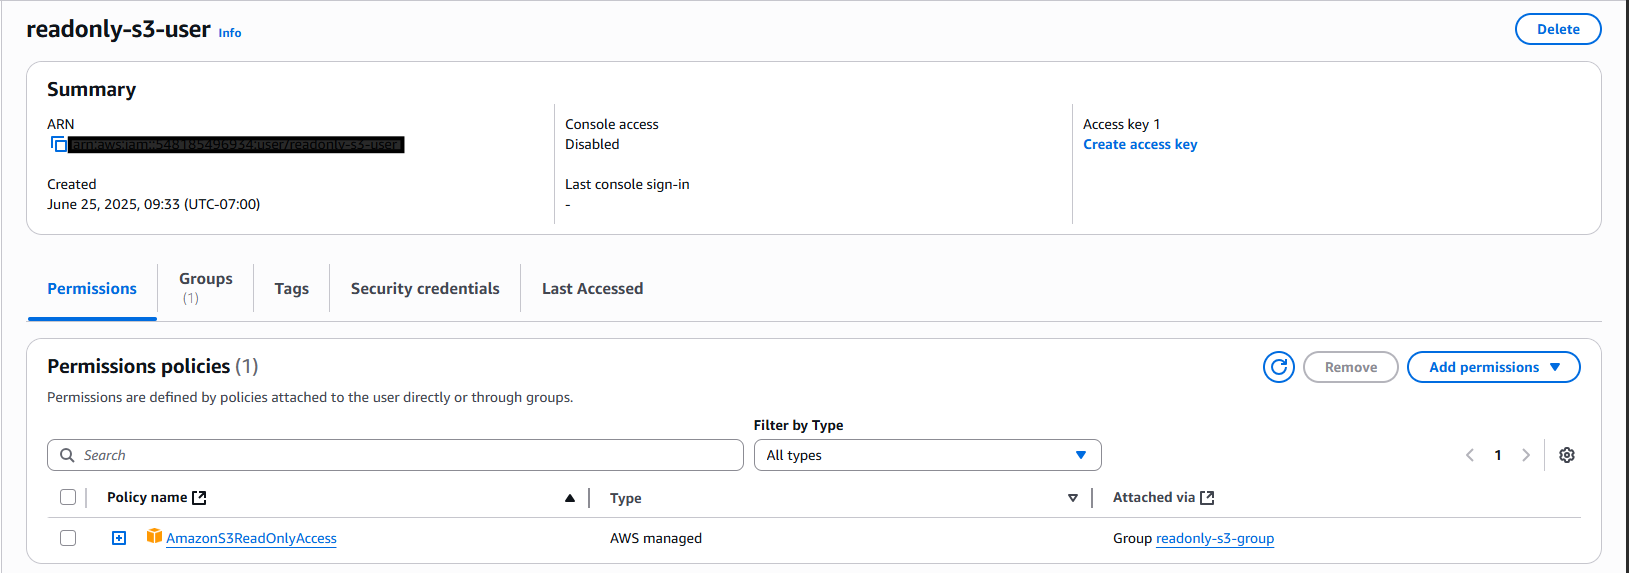 readonly-s3-user Info
Delete
Summary
ARN
Created
June 25, 2025, 09:33 (UTC-07:00)
Console access
Disabled
Last console sign-in
-
Access key 1
Create access key
Permissions
Groups
(1)
Tags
Security credentials
Last Accessed
Permissions policies (1)
Remove
Add permissions
Permissions are defined by policies attached to the user directly or through groups.
Filter by Type
Search
All types
1
Policy name
Type
Attached via
AmazonS3ReadOnlyAccess
AWS managed
Group readonly-s3-group